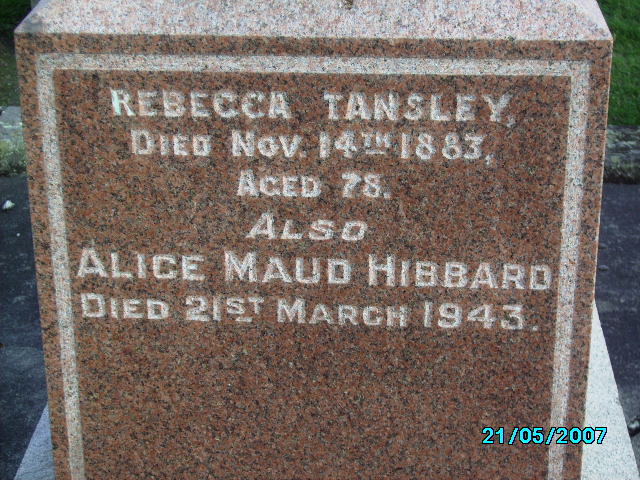 REBECCA TANSLEY,
DIED NOV. 14TH 1883,
AGED 78.
ALSO
ALICE MAUD HIBBARD
DIED 21ST MARCH 1943.
21/05/2007